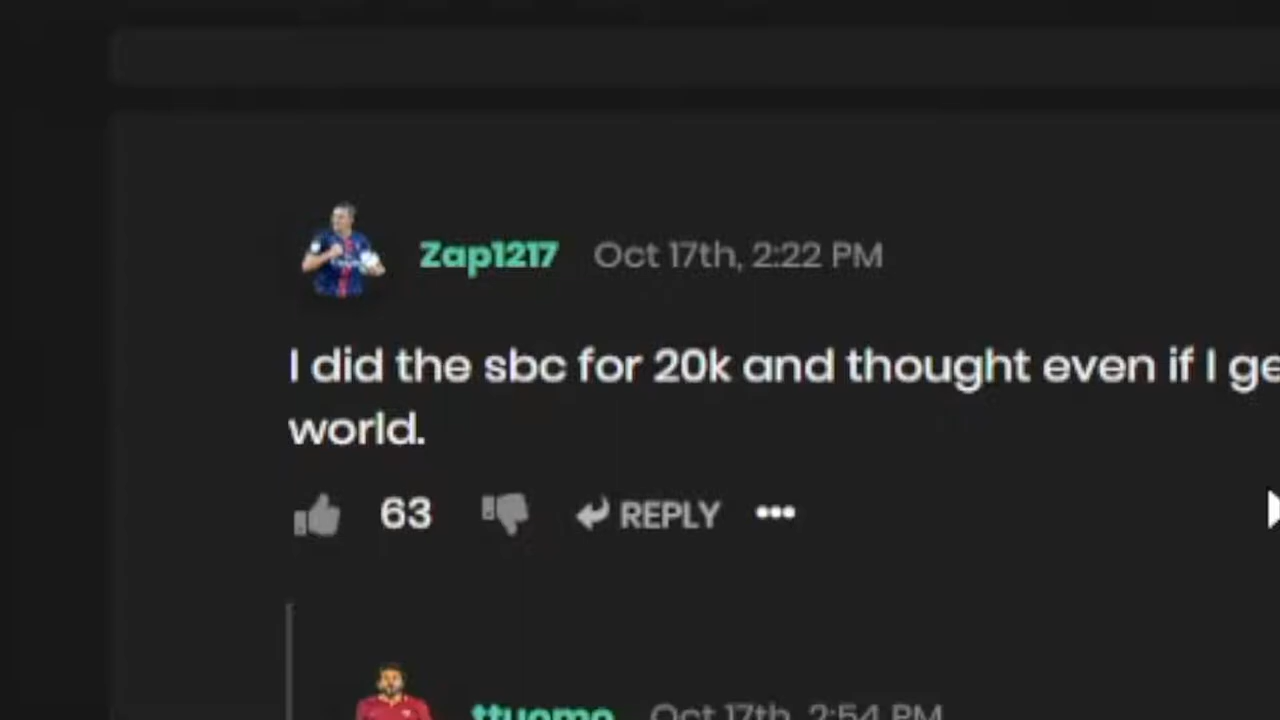 Zap1217 Oct 17th, 2:22 PM
I did the sbc for 20k and thought even if I ge
world.
63 REPLY •••
ttuomo Oct 17th, 2:54 PM